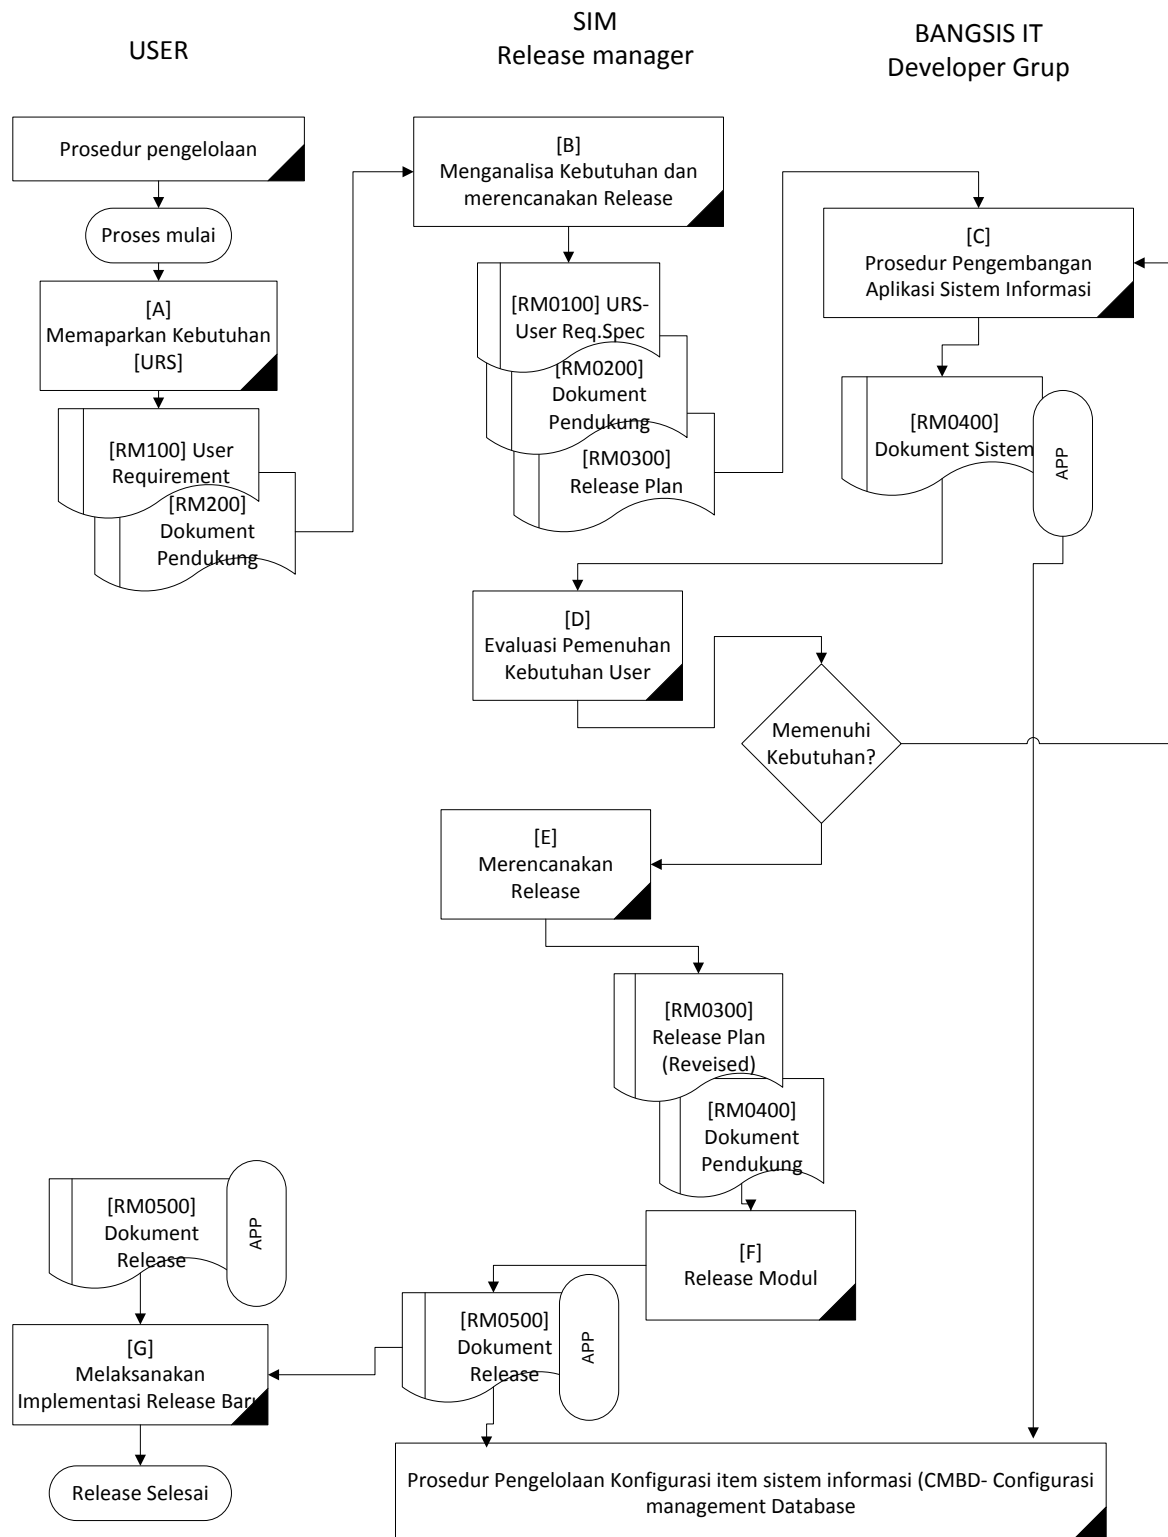 USER
SIM
Release manager
BANGSIS IT
Developer Grup
Prosedur pengelolaan
Proses mulai
[A]
Memaparkan Kebutuhan
[URS]
[RM100] User
Requirement
[RM200]
Dokument
Pendukung
[B]
Menganalisa Kebutuhan dan
merencanakan Release
[RM0100] URS-
User Req.Spec
[RM0200]
Dokument
Pendukung
[RM0300]
Release Plan
[C]
Prosedur Pengembangan
Aplikasi Sistem Informasi
[RM0400]
Dokument Sistem
APP
[D]
Evaluasi Pemenuhan
Kebutuhan User
Memenuhi
Kebutuhan?
[E]
Merencanakan
Release
[RM0300]
Release Plan
(Reveised)
[RM0400]
Dokument
Pendukung
[F]
Release Modul
[RM0500]
Dokument
Release
APP
[RM0500]
Dokument
Release
APP
[G]
Melaksanakan
Implementasi Release Baru
Release Selesai
Prosedur Pengelolaan Konfigurasi item sistem informasi (CMBD- Configurasi
management Database